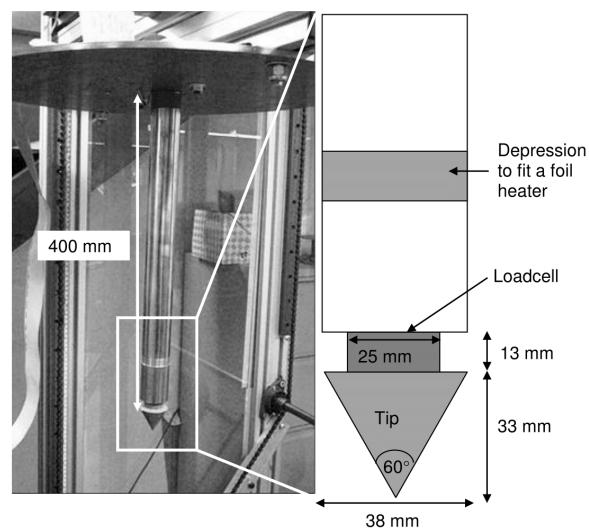 Depression
to fit a foil
heater
400 mm
Loadcell
25 mm
13 mm
Tip
33 mm
60°
38 mm